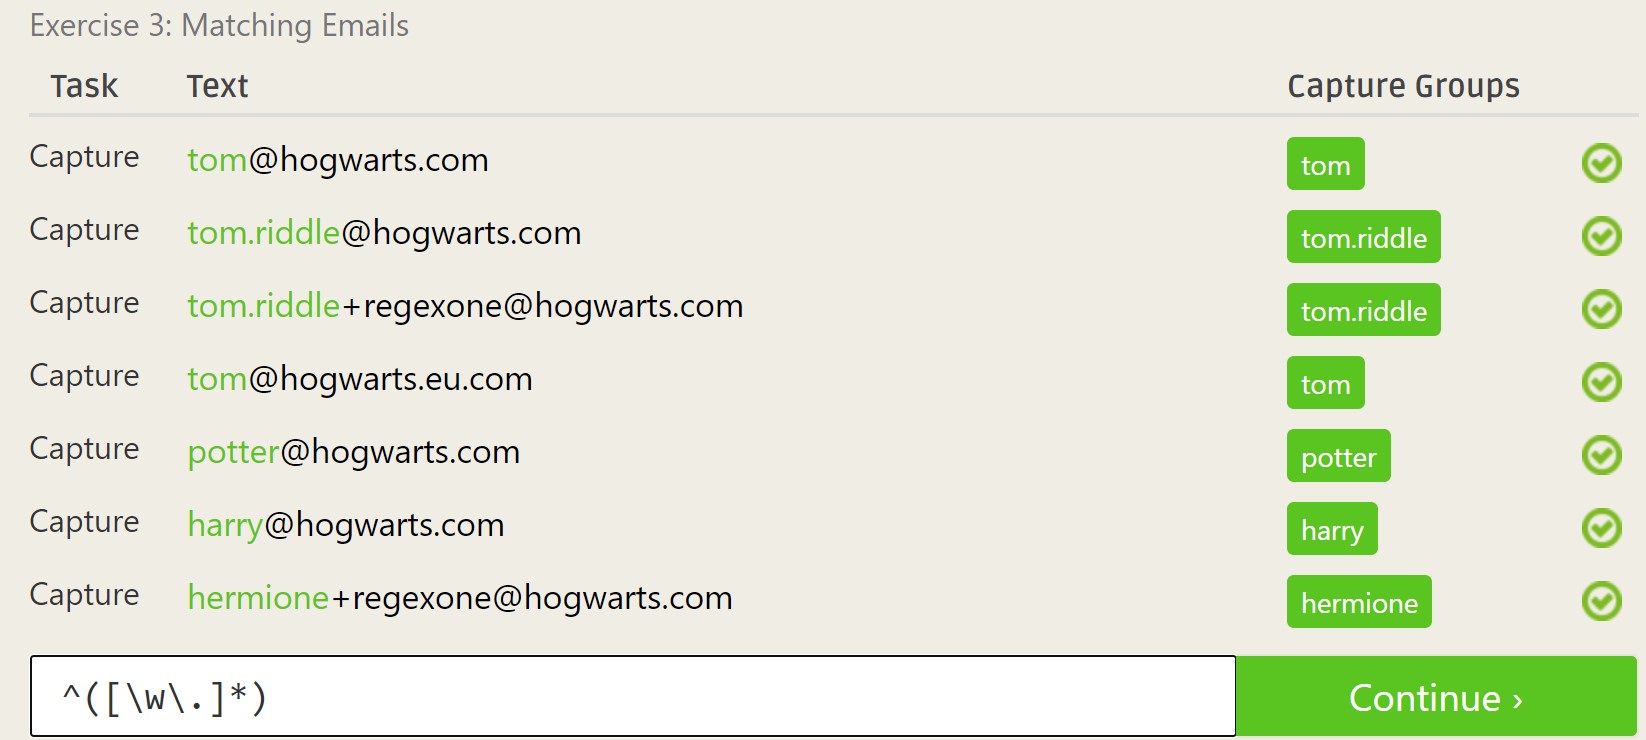 Exercise 3: Matching Emails
Task Text Capture Groups
Capture tom@hogwarts.com tom
Capture tom.riddle@hogwarts.com tom.riddle
Capture tom.riddle+regexone@hogwarts.com tom.riddle
Capture tom@hogwarts.eu.com tom
Capture potter@hogwarts.com potter
Capture harry@hogwarts.com harry
Capture hermione+regexone@hogwarts.com hermione
^([\w\.]*) Continue ›